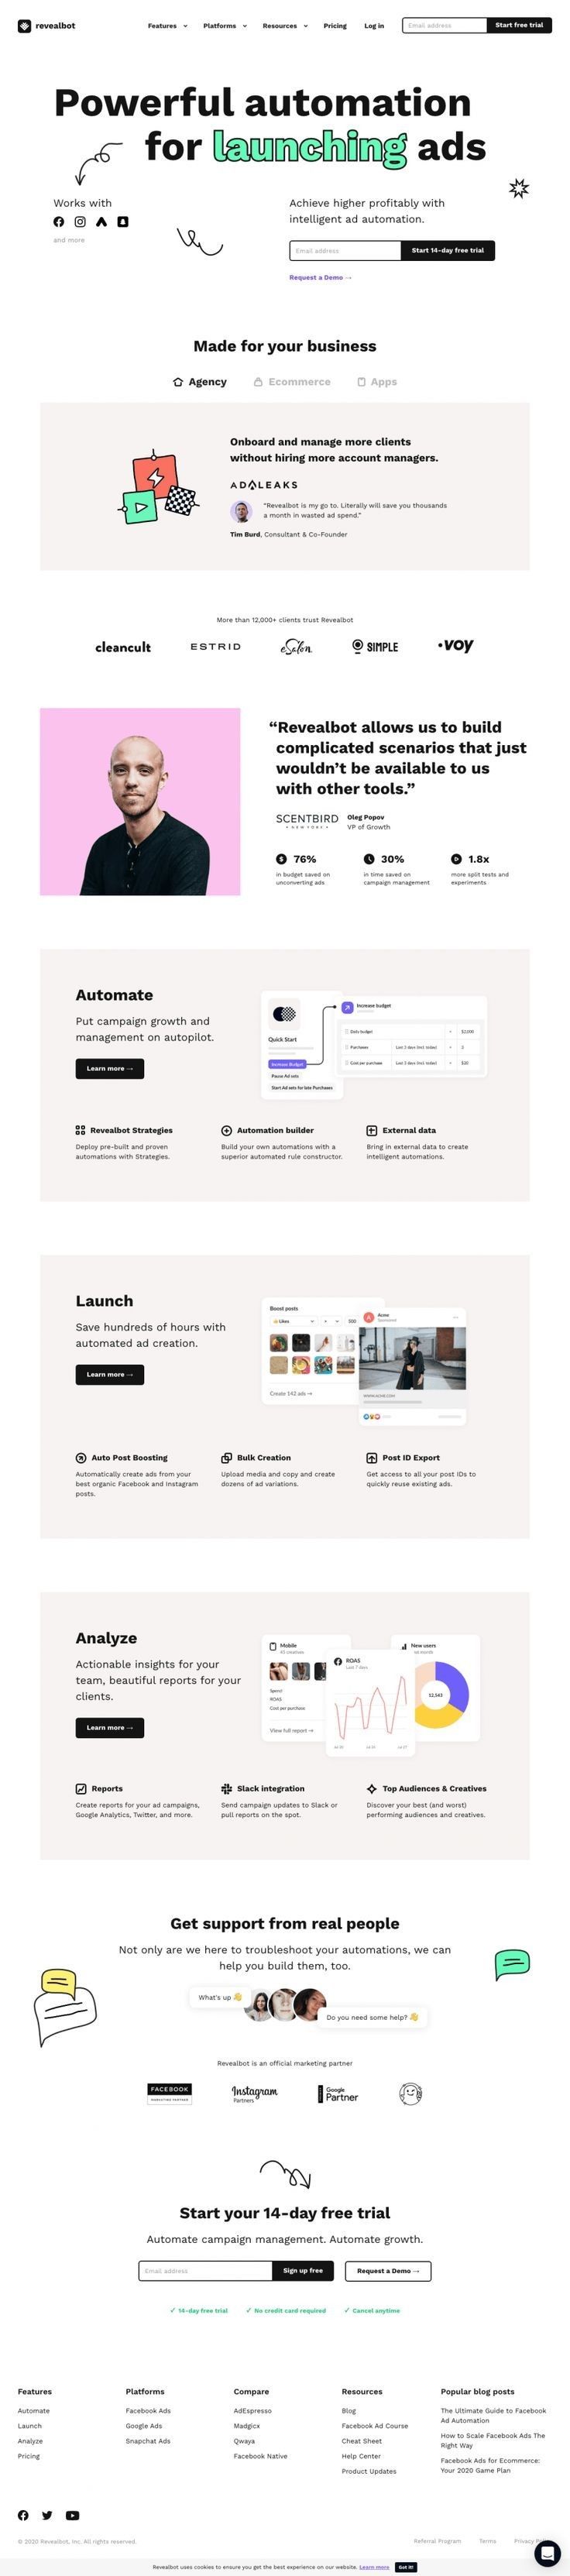 revealbot
Features
Platforms
Resources
Pricing
Log in
Email address
Start free trial
Powerful automation
for launching ads
Works with
and more
Achieve higher profitably with
intelligent ad automation.
Email address
Start 14-day free trial
Request a Demo →
Made for your business
Agency
Ecommerce
Apps
Onboard and manage more clients
without hiring more account managers.
ADLEAKS
"Revealbot is my go to. Literally will save you thousands
a month in wasted ad spend."
Tim Burd, Consultant & Co-Founder
More than 12,000+ clients trust Revealbot
cleancult
ESTRID
eSalon
SIMPLE
•voy
“Revealbot allows us to build
complicated scenarios that just
wouldn’t be available to us
with other tools.”
SCENTBIRD
• NEW YORK •
Oleg Popov
VP of Growth
76%
in budget saved on
unconverting ads
30%
in time saved on
campaign management
1.8x
more split tests and
experiments
Automate
Put campaign growth and
management on autopilot.
Learn more →
Quick Start
Increase Budget
Pause Ad sets
Start Ad sets for late Purchases
Increase budget
Daily budget
$2,000
Purchases
Last 3 days (incl. today)
Cost per purchase
Last 3 days (incl. today)
Revealbot Strategies
Deploy pre-built and proven
automations with Strategies.
Automation builder
Build your own automations with a
superior automated rule constructor.
External data
Bring in external data to create
intelligent automations.
Launch
Save hundreds of hours with
automated ad creation.
Learn more →
Boost posts
Likes
Create 142 ads →
Acme
Sponsored
WWW.ACME.COM
Auto Post Boosting
Automatically create ads from your
best organic Facebook and Instagram
posts.
Bulk Creation
Upload media and copy and create
dozens of ad variations.
Post ID Export
Get access to all your post IDs to
quickly reuse existing ads.
Analyze
Actionable insights for your
team, beautiful reports for your
clients.
Learn more →
Mobile
Spend
ROAS
Cost per purchase
View full report →
ROAS
Last 7 days
New users
12,543
Reports
Create reports for your ad campaigns,
Google Analytics, Twitter, and more.
Slack integration
Send campaign updates to Slack or
pull reports on the spot.
Top Audiences & Creatives
Discover your best (and worst)
performing audiences and creatives.
Get support from real people
Not only are we here to troubleshoot your automations, we can
help you build them, too.
What's up 👋
Do you need some help? 👋
Revealbot is an official marketing partner
FACEBOOK
MARKETING PARTNER
Instagram
Partners
Google
Partner
Start your 14-day free trial
Automate campaign management. Automate growth.
Email address
Sign up free
Request a Demo →
✓ 14-day free trial
✓ No credit card required
✓ Cancel anytime
Features
Automate
Launch
Analyze
Pricing
Platforms
Facebook Ads
Google Ads
Snapchat Ads
Compare
AdEspresso
Madgicx
Qwaya
Facebook Native
Resources
Blog
Facebook Ad Course
Cheat Sheet
Help Center
Product Updates
Popular blog posts
The Ultimate Guide to Facebook
Ad Automation
How to Scale Facebook Ads The
Right Way
Facebook Ads for Ecommerce:
Your 2020 Game Plan
© 2020 Revealbot, Inc. All rights reserved.
Referral Program
Terms
Privacy
Revealbot uses cookies to ensure you get the best experience on our website. Learn more
Got it!